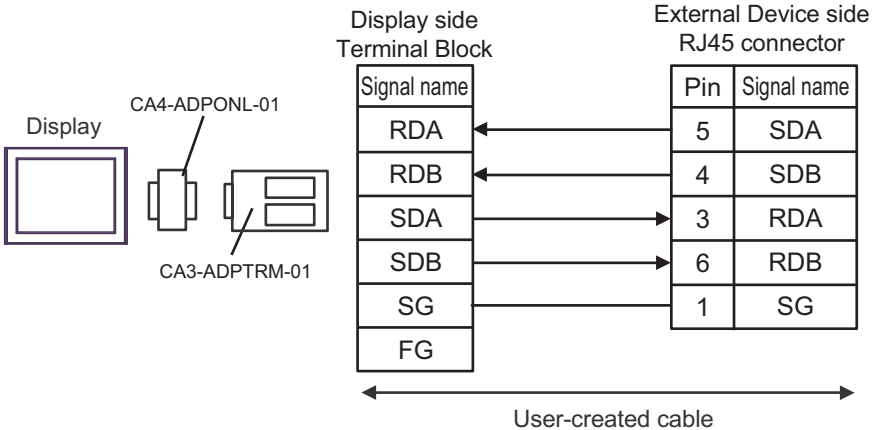 Display side
Terminal Block
External Device side
RJ45 connector
Signal name
Pin
Signal name
CA4-ADPONL-01
Display
RDA
5
SDA
RDB
4
SDB
SDA
3
RDA
CA3-ADPTRM-01
SDB
6
RDB
SG
1
SG
FG
User-created cable